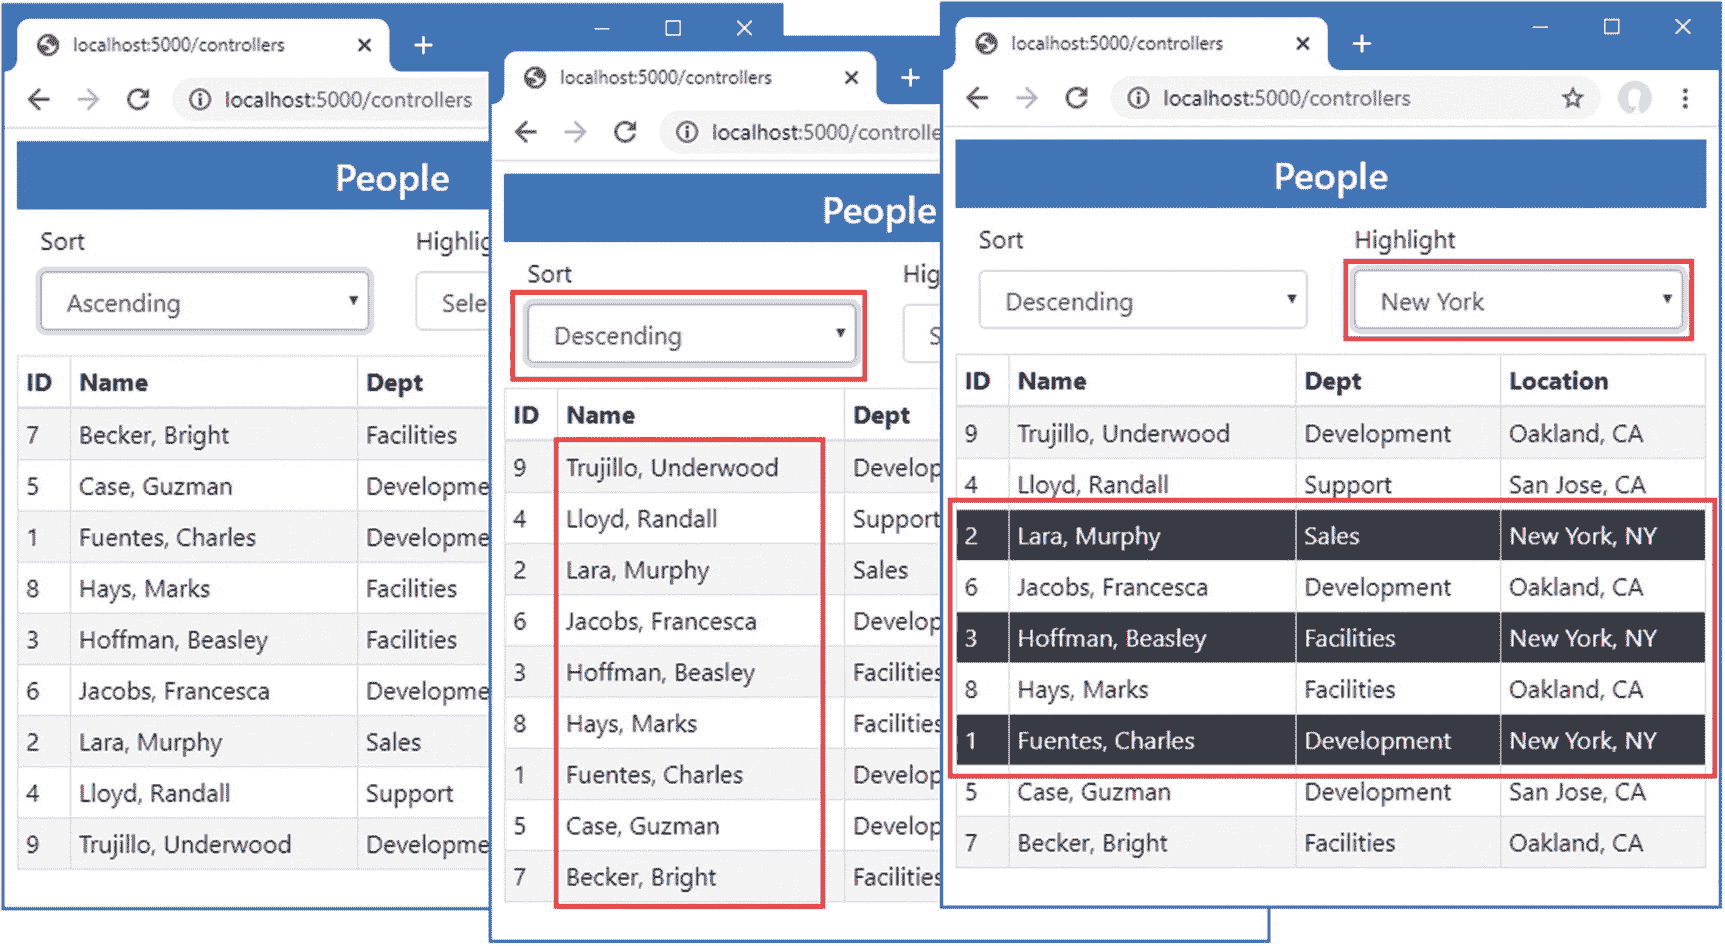 localhost:5000/controllers
localhost:5000/controllers
People
Sort Highlig
Ascending Sele
ID Name Dept
7 Becker, Bright Facilities
5 Case, Guzman Developme
1 Fuentes, Charles Developme
8 Hays, Marks Facilities
3 Hoffman, Beasley Facilities
6 Jacobs, Francesca Developme
2 Lara, Murphy Sales
4 Lloyd, Randall Support
9 Trujillo, Underwood Developme
localhost:5000/controllers
localhost:5000/controlle
People
Sort Hig
Descending S
ID Name Dept
9 Trujillo, Underwood Develop
4 Lloyd, Randall Support
2 Lara, Murphy Sales
6 Jacobs, Francesca Develop
3 Hoffman, Beasley Facilities
8 Hays, Marks Facilities
1 Fuentes, Charles Develop
5 Case, Guzman Develop
7 Becker, Bright Facilities
localhost:5000/controllers
localhost:5000/controllers
People
Sort Highlight
Descending New York
ID Name Dept Location
9 Trujillo, Underwood Development Oakland, CA
4 Lloyd, Randall Support San Jose, CA
2 Lara, Murphy Sales New York, NY
6 Jacobs, Francesca Development Oakland, CA
3 Hoffman, Beasley Facilities New York, NY
8 Hays, Marks Facilities Oakland, CA
1 Fuentes, Charles Development New York, NY
5 Case, Guzman Development San Jose, CA
7 Becker, Bright Facilities Oakland, CA